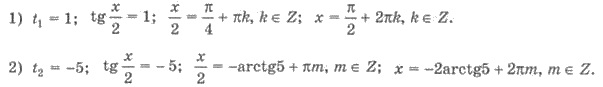 1) t₁ = 1; tg x/2 = 1; x/2 = π/4 + πk, k ∈ Z; x = π/2 + 2πk, k ∈ Z.
2) t₂ = -5; tg x/2 = -5; x/2 = -arctg5 + πm, m ∈ Z; x = -2arctg5 + 2πm, m ∈ Z.